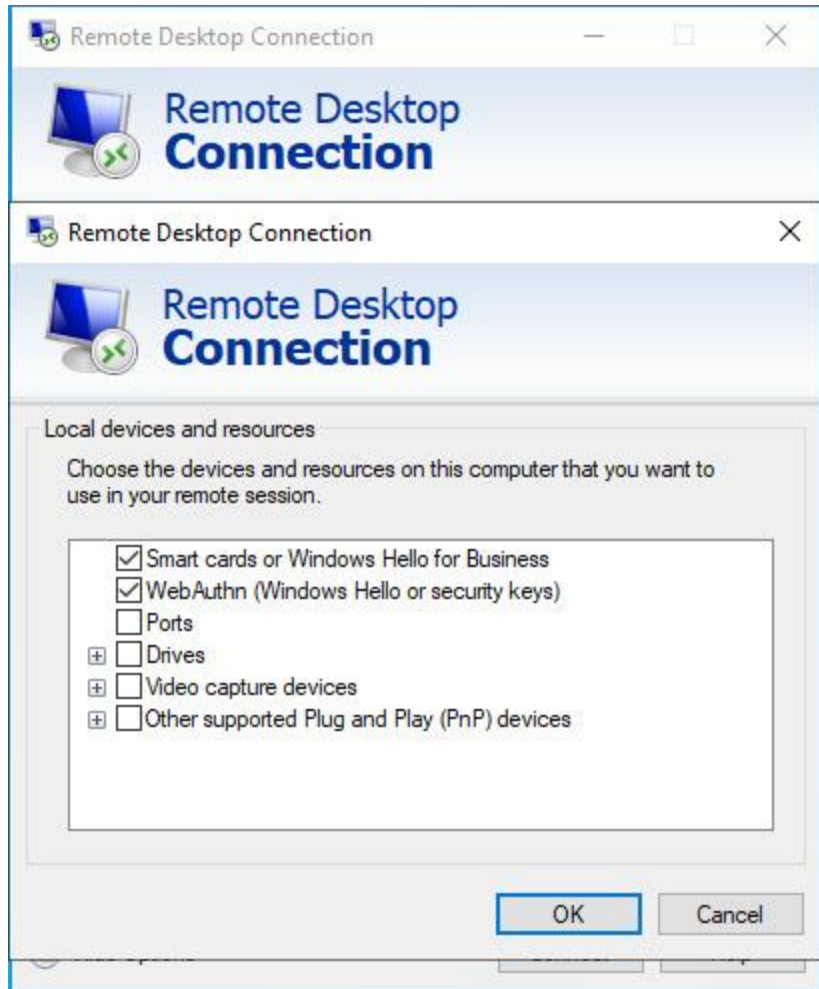 Remote Desktop Connection
Remote Desktop
Connection
Remote Desktop Connection
Remote Desktop
Connection
Local devices and resources
Choose the devices and resources on this computer that you want to
use in your remote session.
Smart cards or Windows Hello for Business
WebAuthn (Windows Hello or security keys)
Ports
Drives
Video capture devices
Other supported Plug and Play (PnP) devices
OK Cancel